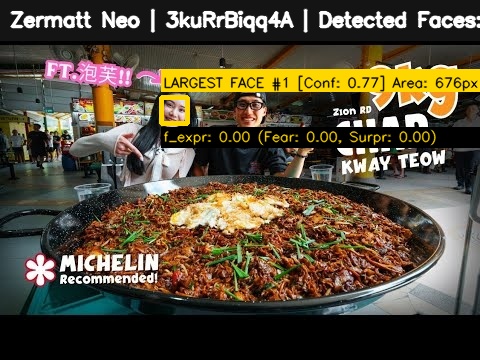 Zermatt Neo | 3kuRrBiqq4A | Detected Faces:
FT.泡芙!!
LARGEST FACE #1 [Conf: 0.77] Area: 676px
f_expr: 0.00 (Fear: 0.00, Surpr: 0.00)
9kg
Zion RD
CHAR
KWAY TEOW
MICHELIN
Recommended!